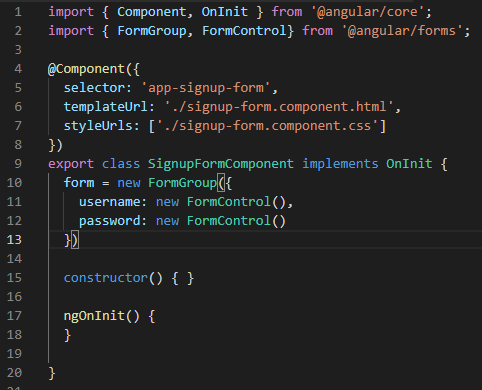 1 import { Component, OnInit } from '@angular/core';
2 import { FormGroup, FormControl} from '@angular/forms';
3
4 @Component({
5   selector: 'app-signup-form',
6   templateUrl: './signup-form.component.html',
7   styleUrls: ['./signup-form.component.css']
8 })
9 export class SignupFormComponent implements OnInit {
10   form = new FormGroup({
11     username: new FormControl(),
12     password: new FormControl()
13   })
14
15   constructor() { }
16
17   ngOnInit() {
18   }
19
20 }